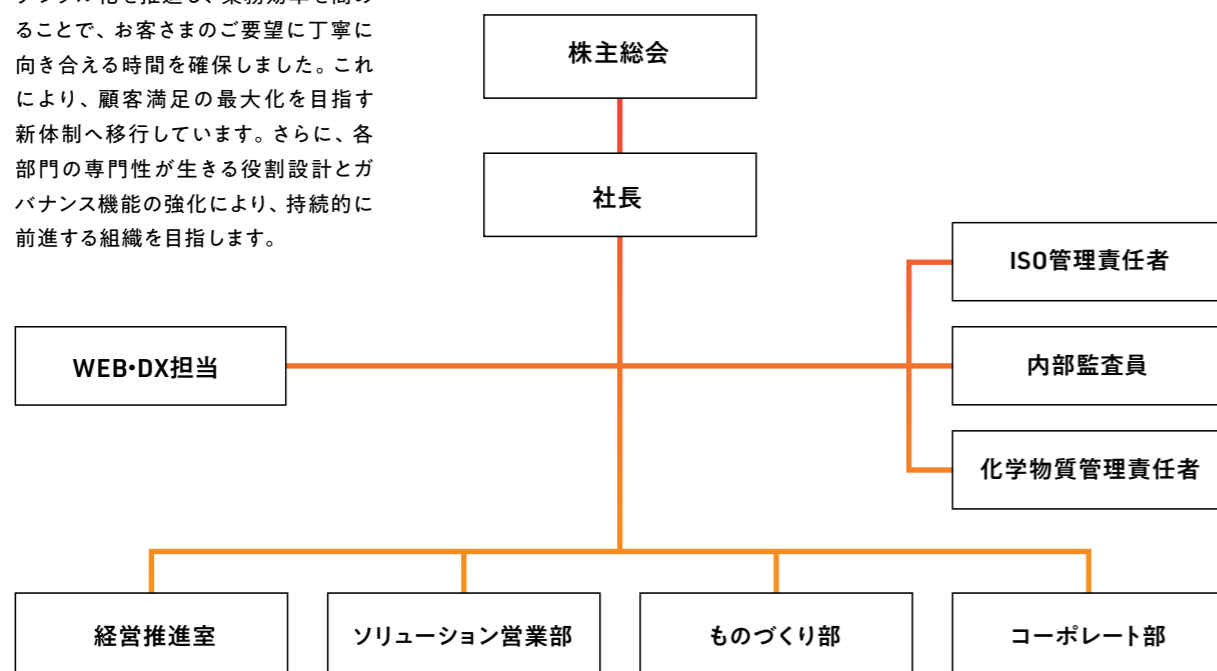 ることで、お客さまのご要望に丁寧に
向き合える時間を確保しました。これ
により、顧客満足の最大化を目指す
新体制へ移行しています。さらに、各
部門の専門性が生きる役割設計とガ
バナンス機能の強化により、持続的に
前進する組織を目指します。
株主総会
社長
ISO管理責任者
WEB•DX担当
内部監査員
化学物質管理責任者
経営推進室
ソリューション営業部
ものづくり部
コーポレート部